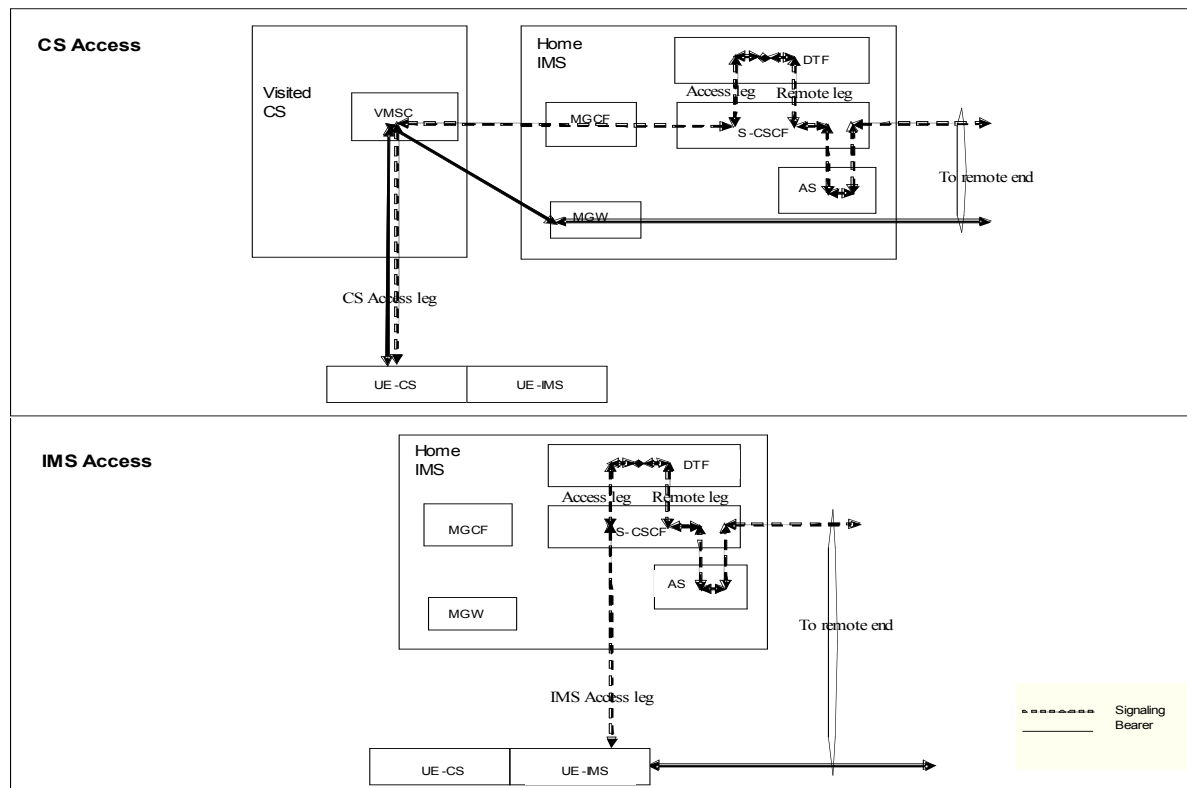 CS Access
Home
IMS
DTF
Visited
CS
Access leg
Remote leg
VMSC
MGCF
S-CSCF
To remote end
AS
MGW
CS Access leg
UE-CS
UE-IMS
IMS Access
Home
IMS
DTF
Access leg
Remote leg
MGCF
S-CSCF
AS
MGW
To remote end
IMS Access leg
Signaling
Bearer
UE-CS
UE-IMS